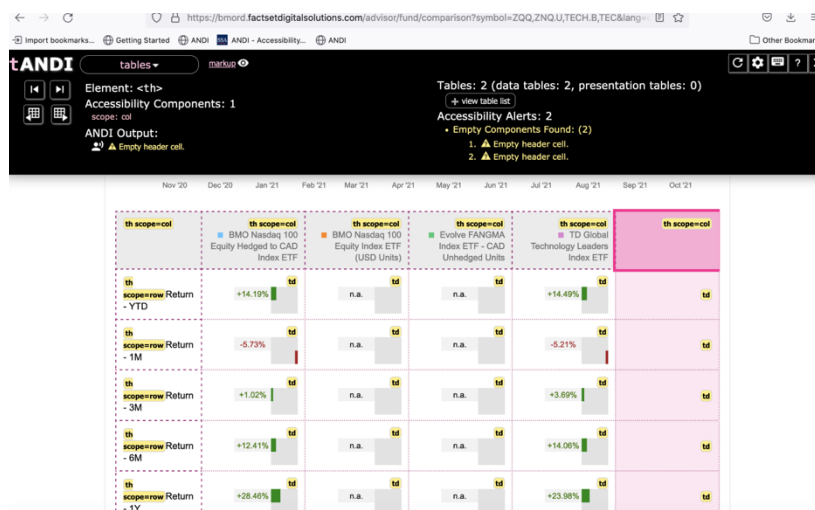 https://bmord.factsetdigitalsolutions.com/advisor/fund/comparison?symbol=ZQQ,ZNQ.U,TECH.B,TEC&lang=
Import bookmarks... Getting Started ANDI ANDI - Accessibility... ANDI Other Bookmar
tANDI tables markup
Element: <th>
Accessibility Components: 1
scope: col
ANDI Output:
Empty header cell.
Tables: 2 (data tables: 2, presentation tables: 0)
+ view table list
Accessibility Alerts: 2
• Empty Components Found: (2)
1. Empty header cell.
2. Empty header cell.
Nov '20 Dec '20 Jan '21 Feb '21 Mar '21 Apr '21 May '21 Jun '21 Jul '21 Aug '21 Sep '21 Oct '21
th scope=col th scope=col th scope=col th scope=col th scope=col th scope=col
BMO Nasdaq 100 BMO Nasdaq 100 Evolve FANGMA TD Global
Equity Hedged to CAD Equity Index ETF Index ETF - CAD Technology Leaders
Index ETF (USD Units) Unhedged Units Index ETF
th td td td td
scope=row Return +14.19% n.a. n.a. +14.49% td
- YTD
th td td td td
scope=row Return -5.73% n.a. n.a. -5.21% td
- 1M
th td td td td
scope=row Return +1.02% n.a. n.a. +3.69% td
- 3M
th td td td td
scope=row Return +12.41% n.a. n.a. +14.06% td
- 6M
th td td td td
scope=row Return +28.46% n.a. n.a. +23.98% td
- 1Y